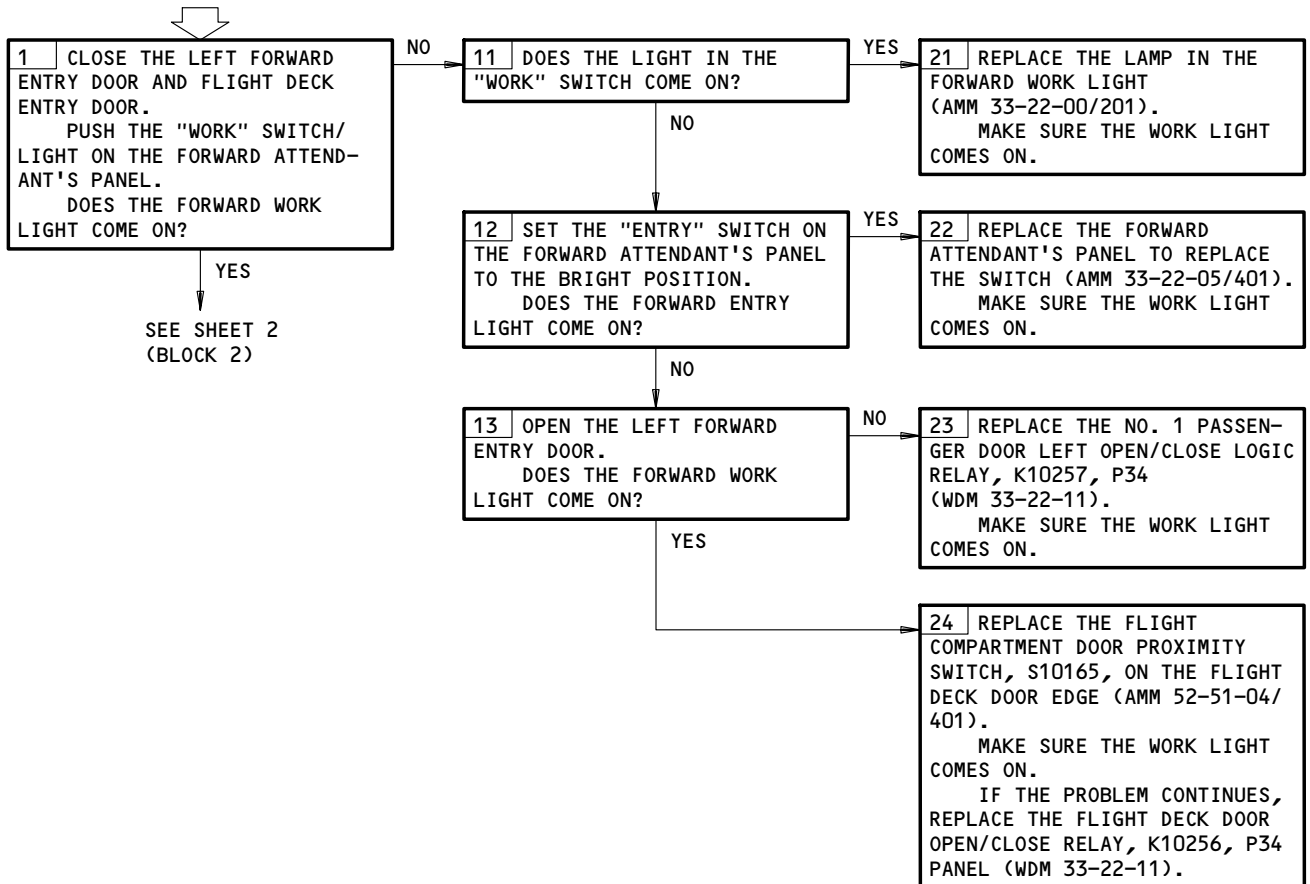 1 CLOSE THE LEFT FORWARD
ENTRY DOOR AND FLIGHT DECK
ENTRY DOOR.
PUSH THE "WORK" SWITCH/
LIGHT ON THE FORWARD ATTEND-
ANT'S PANEL.
DOES THE FORWARD WORK
LIGHT COME ON?
NO
YES
SEE SHEET 2
(BLOCK 2)
11 DOES THE LIGHT IN THE
"WORK" SWITCH COME ON?
YES
NO
21 REPLACE THE LAMP IN THE
FORWARD WORK LIGHT
(AMM 33-22-00/201).
MAKE SURE THE WORK LIGHT
COMES ON.
12 SET THE "ENTRY" SWITCH ON
THE FORWARD ATTENDANT'S PANEL
TO THE BRIGHT POSITION.
DOES THE FORWARD ENTRY
LIGHT COME ON?
YES
NO
22 REPLACE THE FORWARD
ATTENDANT'S PANEL TO REPLACE
THE SWITCH (AMM 33-22-05/401).
MAKE SURE THE WORK LIGHT
COMES ON.
13 OPEN THE LEFT FORWARD
ENTRY DOOR.
DOES THE FORWARD WORK
LIGHT COME ON?
NO
YES
23 REPLACE THE NO. 1 PASSEN-
GER DOOR LEFT OPEN/CLOSE LOGIC
RELAY, K10257, P34
(WDM 33-22-11).
MAKE SURE THE WORK LIGHT
COMES ON.
24 REPLACE THE FLIGHT
COMPARTMENT DOOR PROXIMITY
SWITCH, S10165, ON THE FLIGHT
DECK DOOR EDGE (AMM 52-51-04/
401).
MAKE SURE THE WORK LIGHT
COMES ON.
IF THE PROBLEM CONTINUES,
REPLACE THE FLIGHT DECK DOOR
OPEN/CLOSE RELAY, K10256, P34
PANEL (WDM 33-22-11).